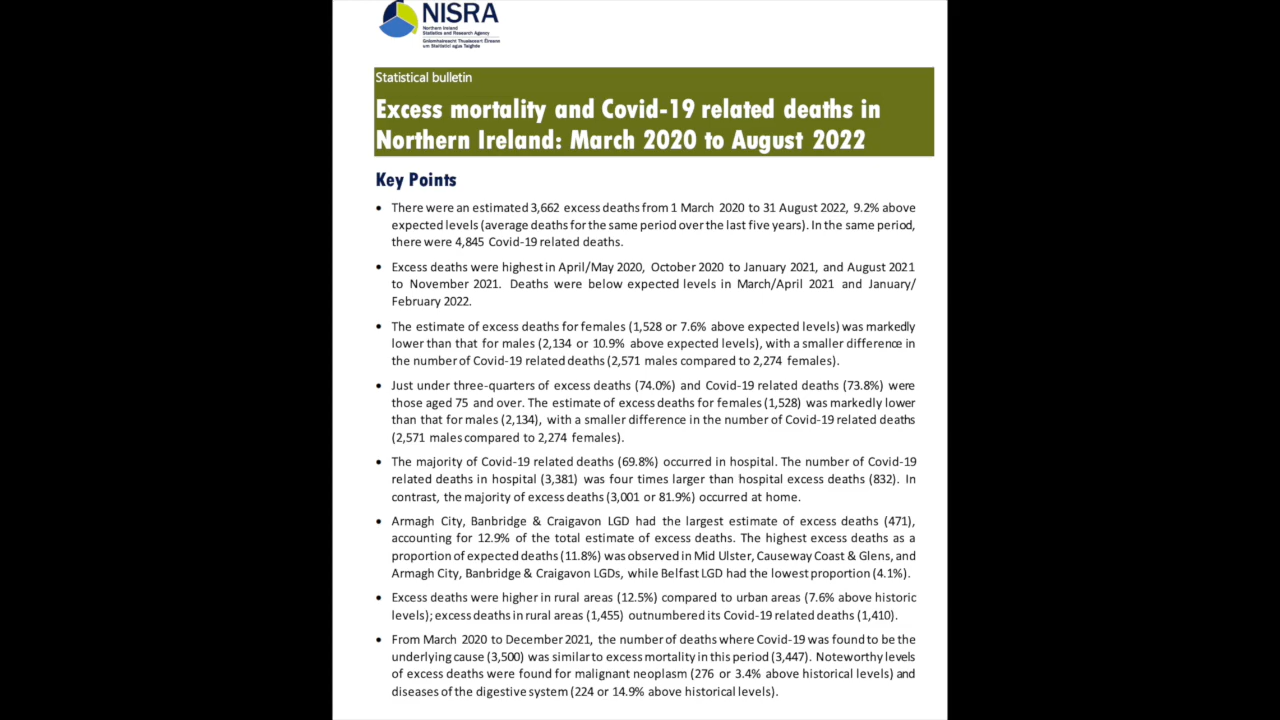 NISRA
Northern Ireland
Statistics and Research Agency
Gníomhaireacht Thuaisceart Éireann
um Staitisticí agus Taighde
Statistical bulletin
Excess mortality and Covid-19 related deaths in
Northern Ireland: March 2020 to August 2022
Key Points
• There were an estimated 3,662 excess deaths from 1 March 2020 to 31 August 2022, 9.2% above
expected levels (average deaths for the same period over the last five years). In the same period,
there were 4,845 Covid-19 related deaths.
• Excess deaths were highest in April/May 2020, October 2020 to January 2021, and August 2021
to November 2021. Deaths were below expected levels in March/April 2021 and January/
February 2022.
• The estimate of excess deaths for females (1,528 or 7.6% above expected levels) was markedly
lower than that for males (2,134 or 10.9% above expected levels), with a smaller difference in
the number of Covid-19 related deaths (2,571 males compared to 2,274 females).
• Just under three-quarters of excess deaths (74.0%) and Covid-19 related deaths (73.8%) were
those aged 75 and over. The estimate of excess deaths for females (1,528) was markedly lower
than that for males (2,134), with a smaller difference in the number of Covid-19 related deaths
(2,571 males compared to 2,274 females).
• The majority of Covid-19 related deaths (69.8%) occurred in hospital. The number of Covid-19
related deaths in hospital (3,381) was four times larger than hospital excess deaths (832). In
contrast, the majority of excess deaths (3,001 or 81.9%) occurred at home.
• Armagh City, Banbridge & Craigavon LGD had the largest estimate of excess deaths (471),
accounting for 12.9% of the total estimate of excess deaths. The highest excess deaths as a
proportion of expected deaths (11.8%) was observed in Mid Ulster, Causeway Coast & Glens, and
Armagh City, Banbridge & Craigavon LGDs, while Belfast LGD had the lowest proportion (4.1%).
• Excess deaths were higher in rural areas (12.5%) compared to urban areas (7.6% above historic
levels); excess deaths in rural areas (1,455) outnumbered its Covid-19 related deaths (1,410).
• From March 2020 to December 2021, the number of deaths where Covid-19 was found to be the
underlying cause (3,500) was similar to excess mortality in this period (3,447). Noteworthy levels
of excess deaths were found for malignant neoplasm (276 or 3.4% above historical levels) and
diseases of the digestive system (224 or 14.9% above historical levels).